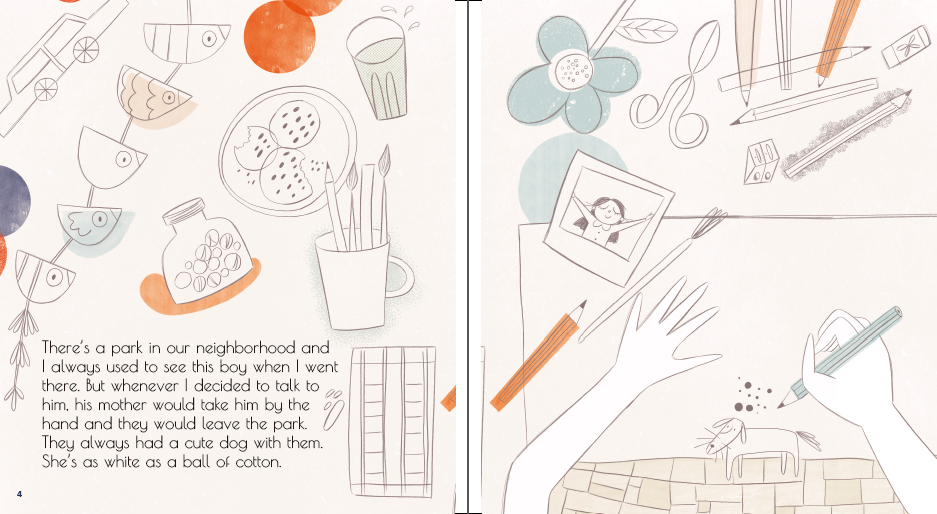 There's a park in our neighborhood and
I always used to see this boy when I went
there. But whenever I decided to talk to
him, his mother would take him by the
hand and they would leave the park.
They always had a cute dog with them.
She's as white as a ball of cotton.
4